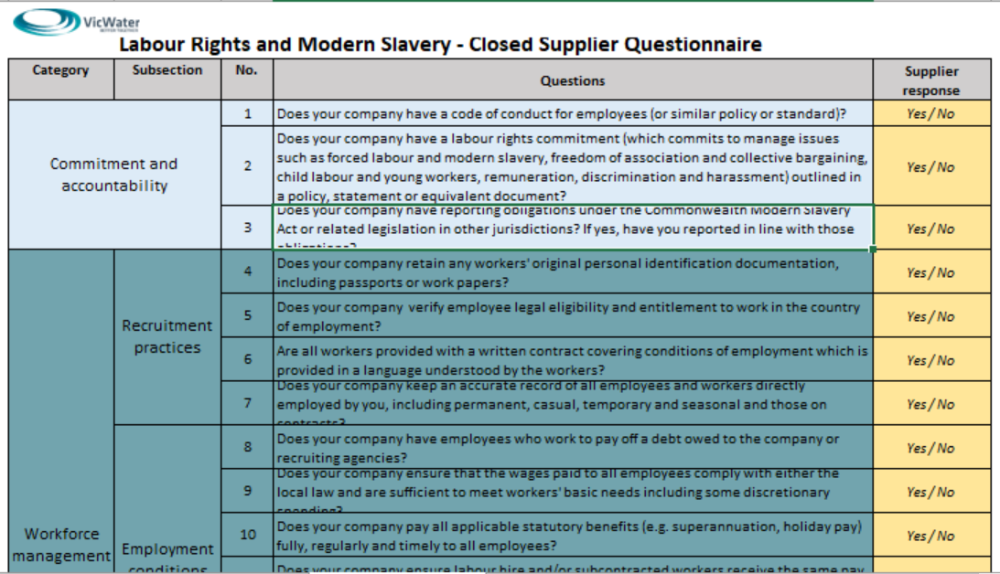 VicWater
Labour Rights and Modern Slavery - Closed Supplier Questionnaire
Category Subsection No. Questions Supplier response
Commitment and
accountability
1 Does your company have a code of conduct for employees (or similar policy or standard)? Yes/No
2 Does your company have a labour rights commitment (which commits to manage issues
such as forced labour and modern slavery, freedom of association and collective bargaining,
child labour and young workers, remuneration, discrimination and harassment) outlined in
a policy, statement or equivalent document? Yes/No
3 Does your company have reporting obligations under the Commonwealth Modern Slavery
Act or related legislation in other jurisdictions? If yes, have you reported in line with those
obligations? Yes/No
Workforce
management
Recruitment
practices
4 Does your company retain any workers' original personal identification documentation,
including passports or work papers? Yes/No
5 Does your company verify employee legal eligibility and entitlement to work in the country
of employment? Yes/No
6 Are all workers provided with a written contract covering conditions of employment which is
provided in a language understood by the workers? Yes/No
7 Does your company keep an accurate record of all employees and workers directly
employed by you, including permanent, casual, temporary and seasonal and those on
contracts? Yes/No
Employment
conditions
8 Does your company have employees who work to pay off a debt owed to the company or
recruiting agencies? Yes/No
9 Does your company ensure that the wages paid to all employees comply with either the
local law and are sufficient to meet workers' basic needs including some discretionary
spending? Yes/No
10 Does your company pay all applicable statutory benefits (e.g. superannuation, holiday pay)
fully, regularly and timely to all employees? Yes/No
Does your company ensure labour hire and/or subcontracted workers receive the same pay